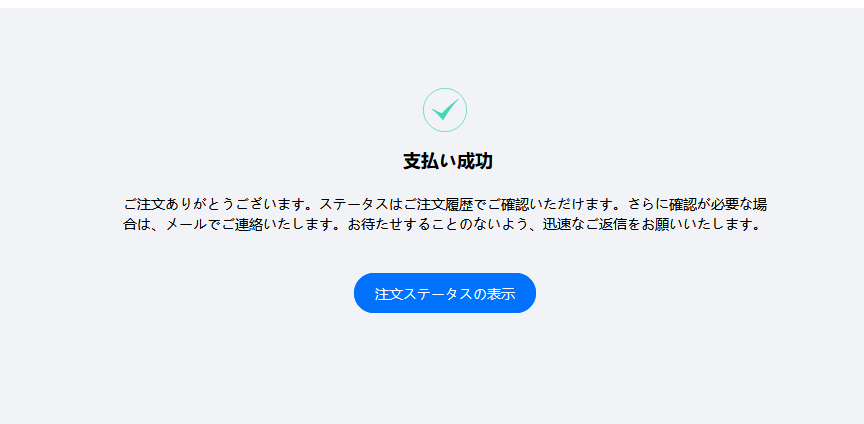 支払い成功
ご注文ありがとうございます。ステータスはご注文履歴でご確認いただけます。さらに確認が必要な場
合は、メールでご連絡いたします。お待たせすることのないよう、迅速なご返信をお願いいたします。
注文ステータスの表示